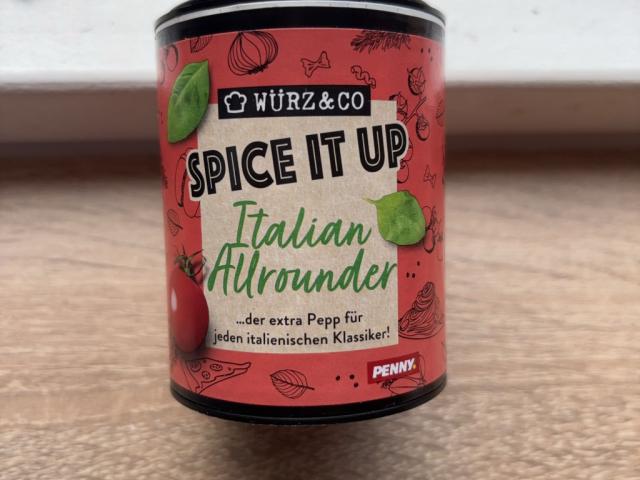 WÜRZ&CO
SPICE IT UP
Italian
Allrounder
...der extra Pepp für
jeden italienischen Klassiker!
PENNY.